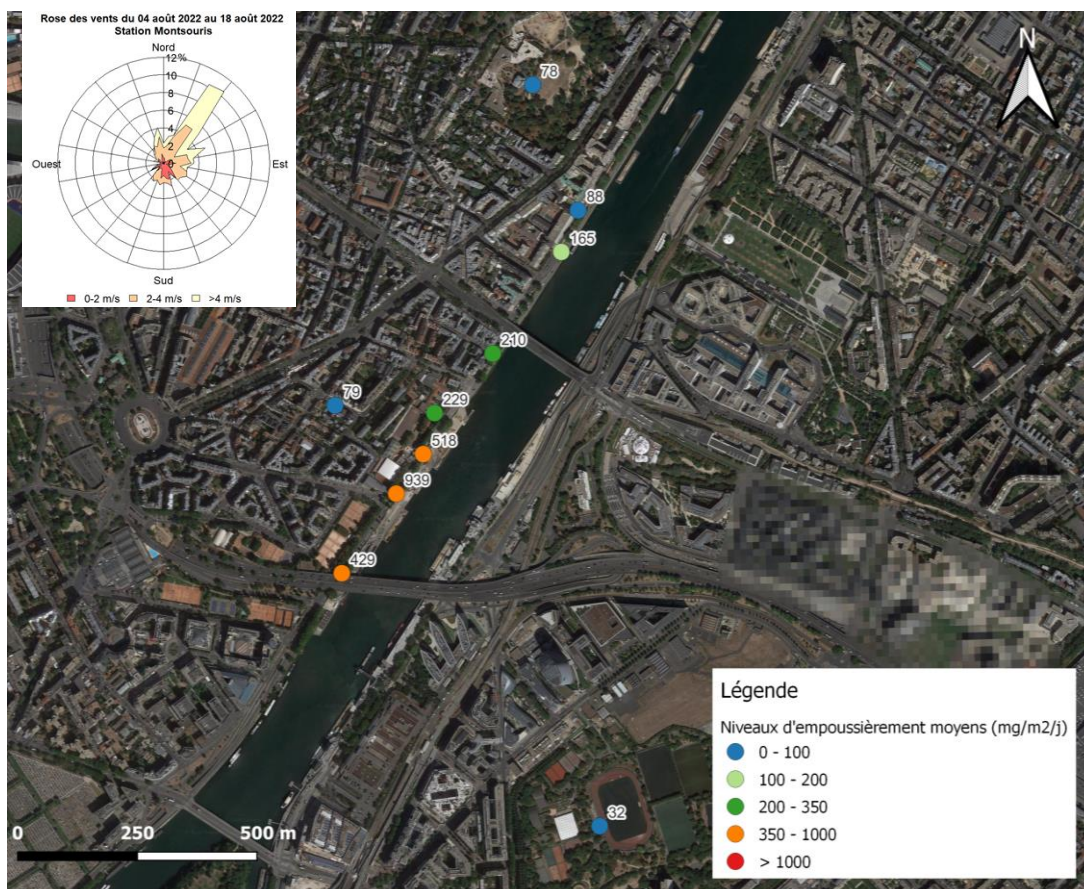 Rose des vents du 04 août 2022 au 18 août 2022
Station Montsouris
Nord
12%
10
8
6
4
2
0
Ouest
Est
Sud
0-2 m/s 2-4 m/s >4 m/s
N
78
88
165
210
79
229
518
939
429
32
0 250 500 m
Légende
Niveaux d'empoussièrement moyens (mg/m2/j)
0 - 100
100 - 200
200 - 350
350 - 1000
> 1000